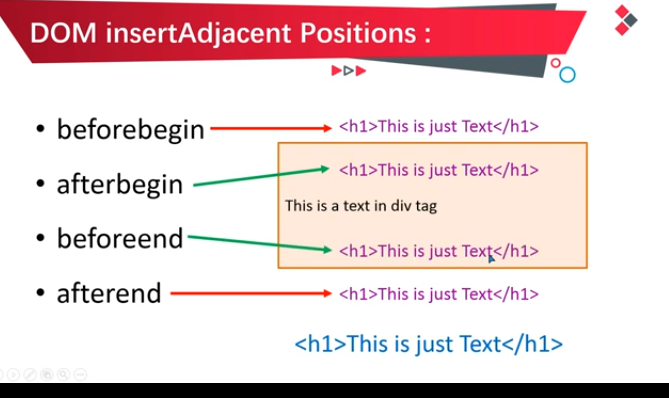 DOM insertAdjacent Positions :
• beforebegin
<h1>This is just Text</h1>
• afterbegin
<h1>This is just Text</h1>
This is a text in div tag
• beforeend
<h1>This is just Text</h1>
• afterend
<h1>This is just Text</h1>
<h1>This is just Text</h1>